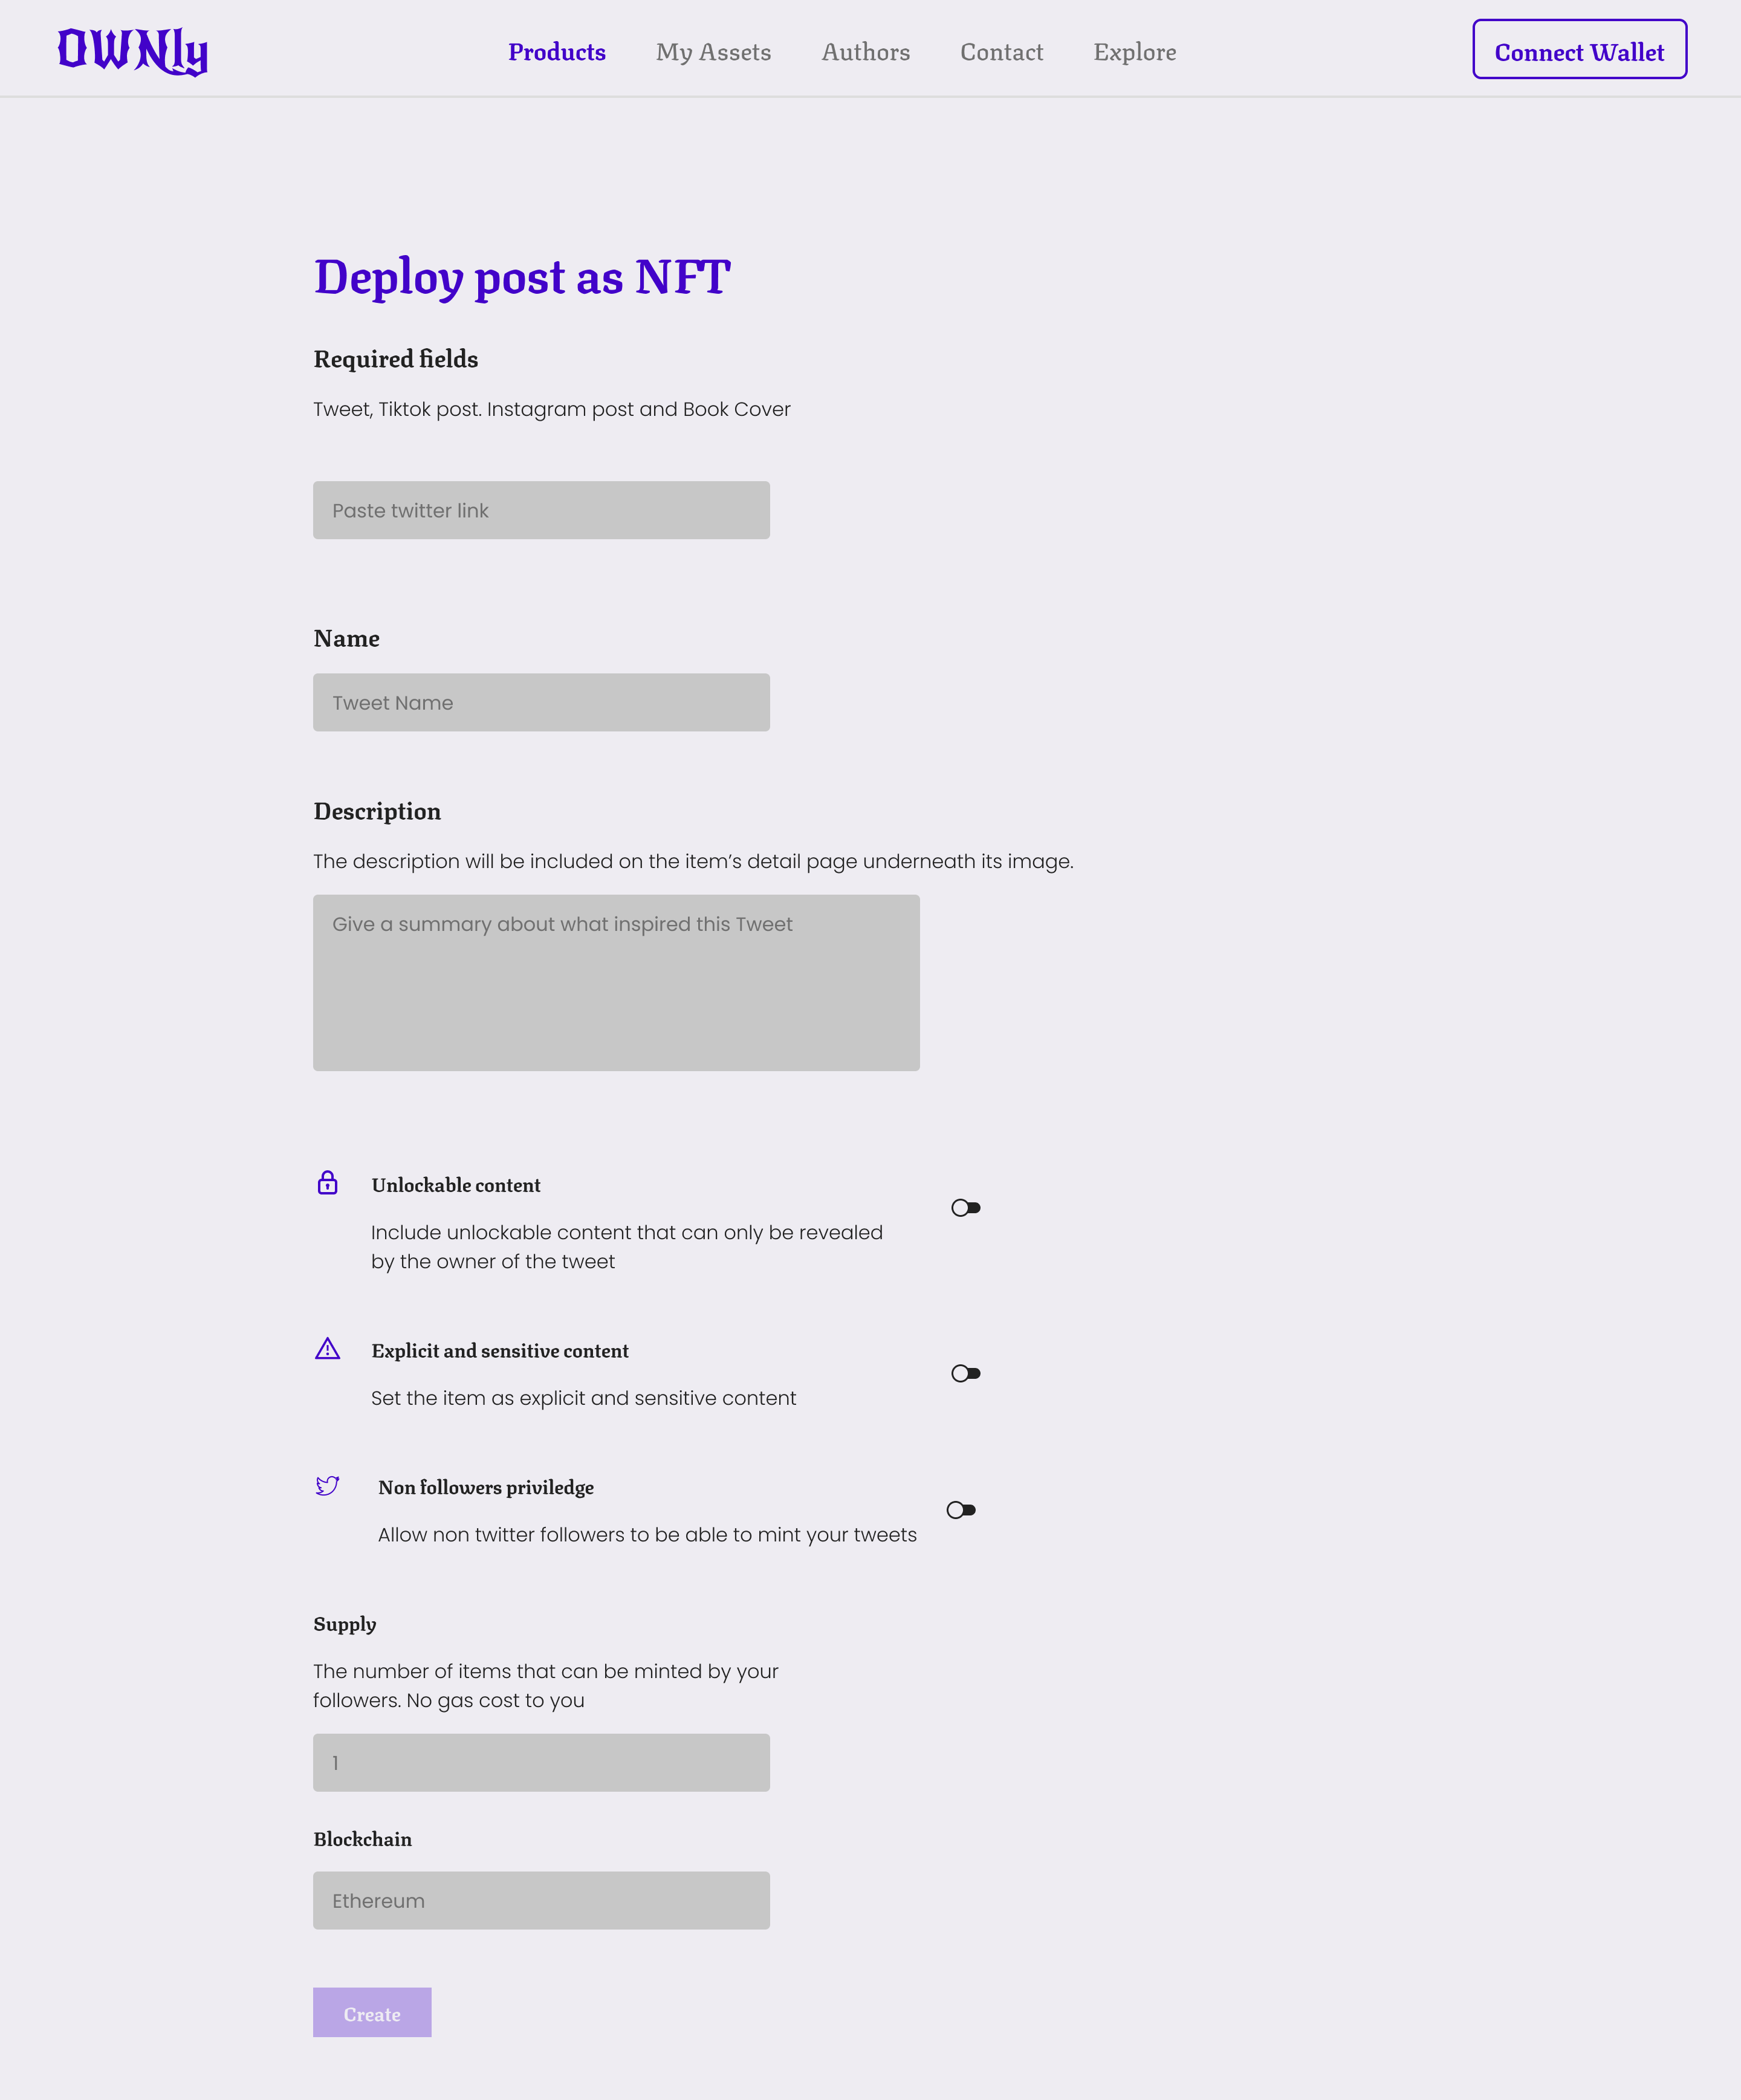 OWNly
Products My Assets Authors Contact Explore Connect Wallet
Deploy post as NFT
Required fields
Tweet, Tiktok post. Instagram post and Book Cover
Paste twitter link
Name
Tweet Name
Description
The description will be included on the item’s detail page underneath its image.
Give a summary about what inspired this Tweet
Unlockable content
Include unlockable content that can only be revealed
by the owner of the tweet
Explicit and sensitive content
Set the item as explicit and sensitive content
Non followers priviledge
Allow non twitter followers to be able to mint your tweets
Supply
The number of items that can be minted by your
followers. No gas cost to you
1
Blockchain
Ethereum
Create